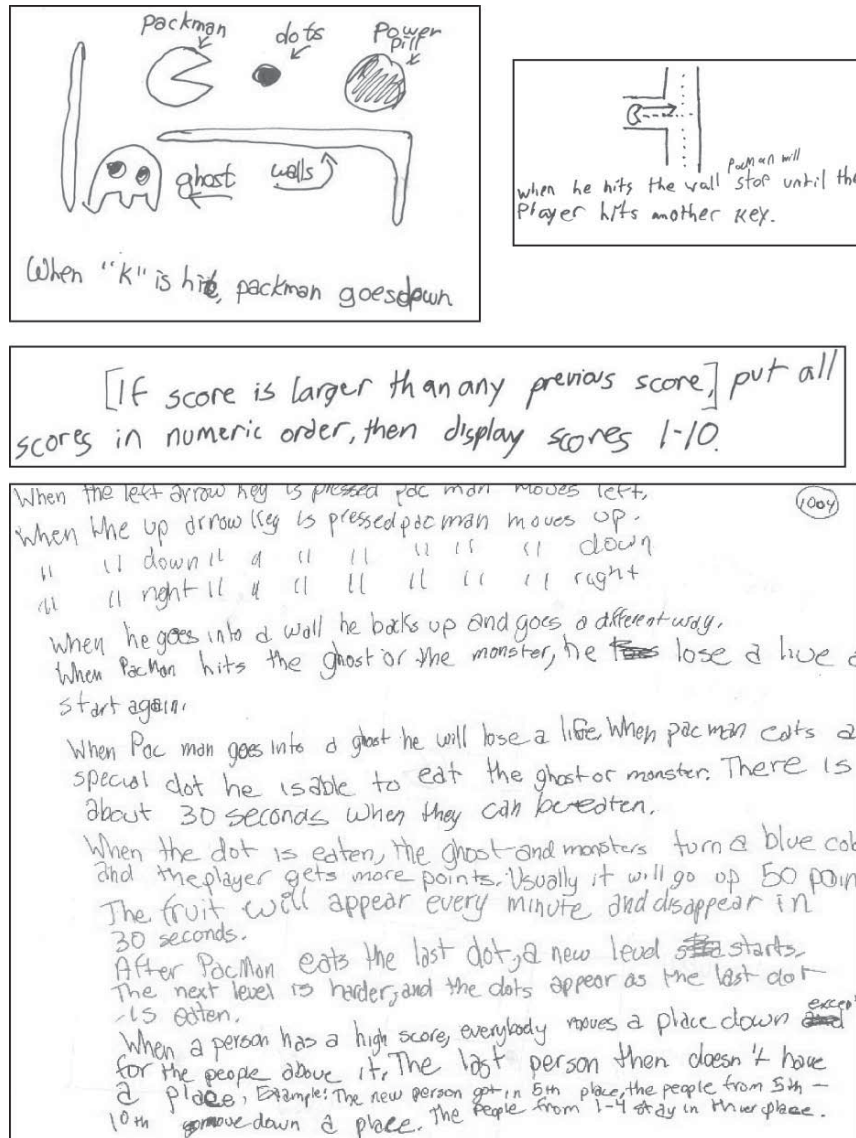 packman
dots
Power
pill
ghost walls
When "K" is hit, packman goes down
pacman will
when he hits the wall stop until the
Player hits another key.
[If score is larger than any previous score,] put all
scores in numeric order, then display scores 1-10.
When the left arrow key is pressed pac man moves left.
1004
When the up arrow key is pressed pac man moves up.
" " down " " " " " " " down
" " right " " " " " " " right
When he goes into a wall he backs up and goes a different way.
When PacMan hits the ghost or the monster, he lose a live a
start again.
When Pac man goes into a ghost he will lose a life. When pac man eats a
special dot he is able to eat the ghost or monster. There is
about 30 seconds when they can be eaten.
When the dot is eaten, the ghost and monsters turn a blue colo
and the player gets more points. Usually it will go up 50 poin
The fruit will appear every minute and disappear in
30 seconds.
After PacMan eats the last dot, a new level starts.
The next level is harder, and the dots appear as the last dot
is eaten.
When a person has a high score, everybody moves a place down except
for the people above it. The last person then doesn't have
a place. Example: The new person got in 5th place, the people from 5th -
10th move down a place. The people from 1-4 stay in their place.